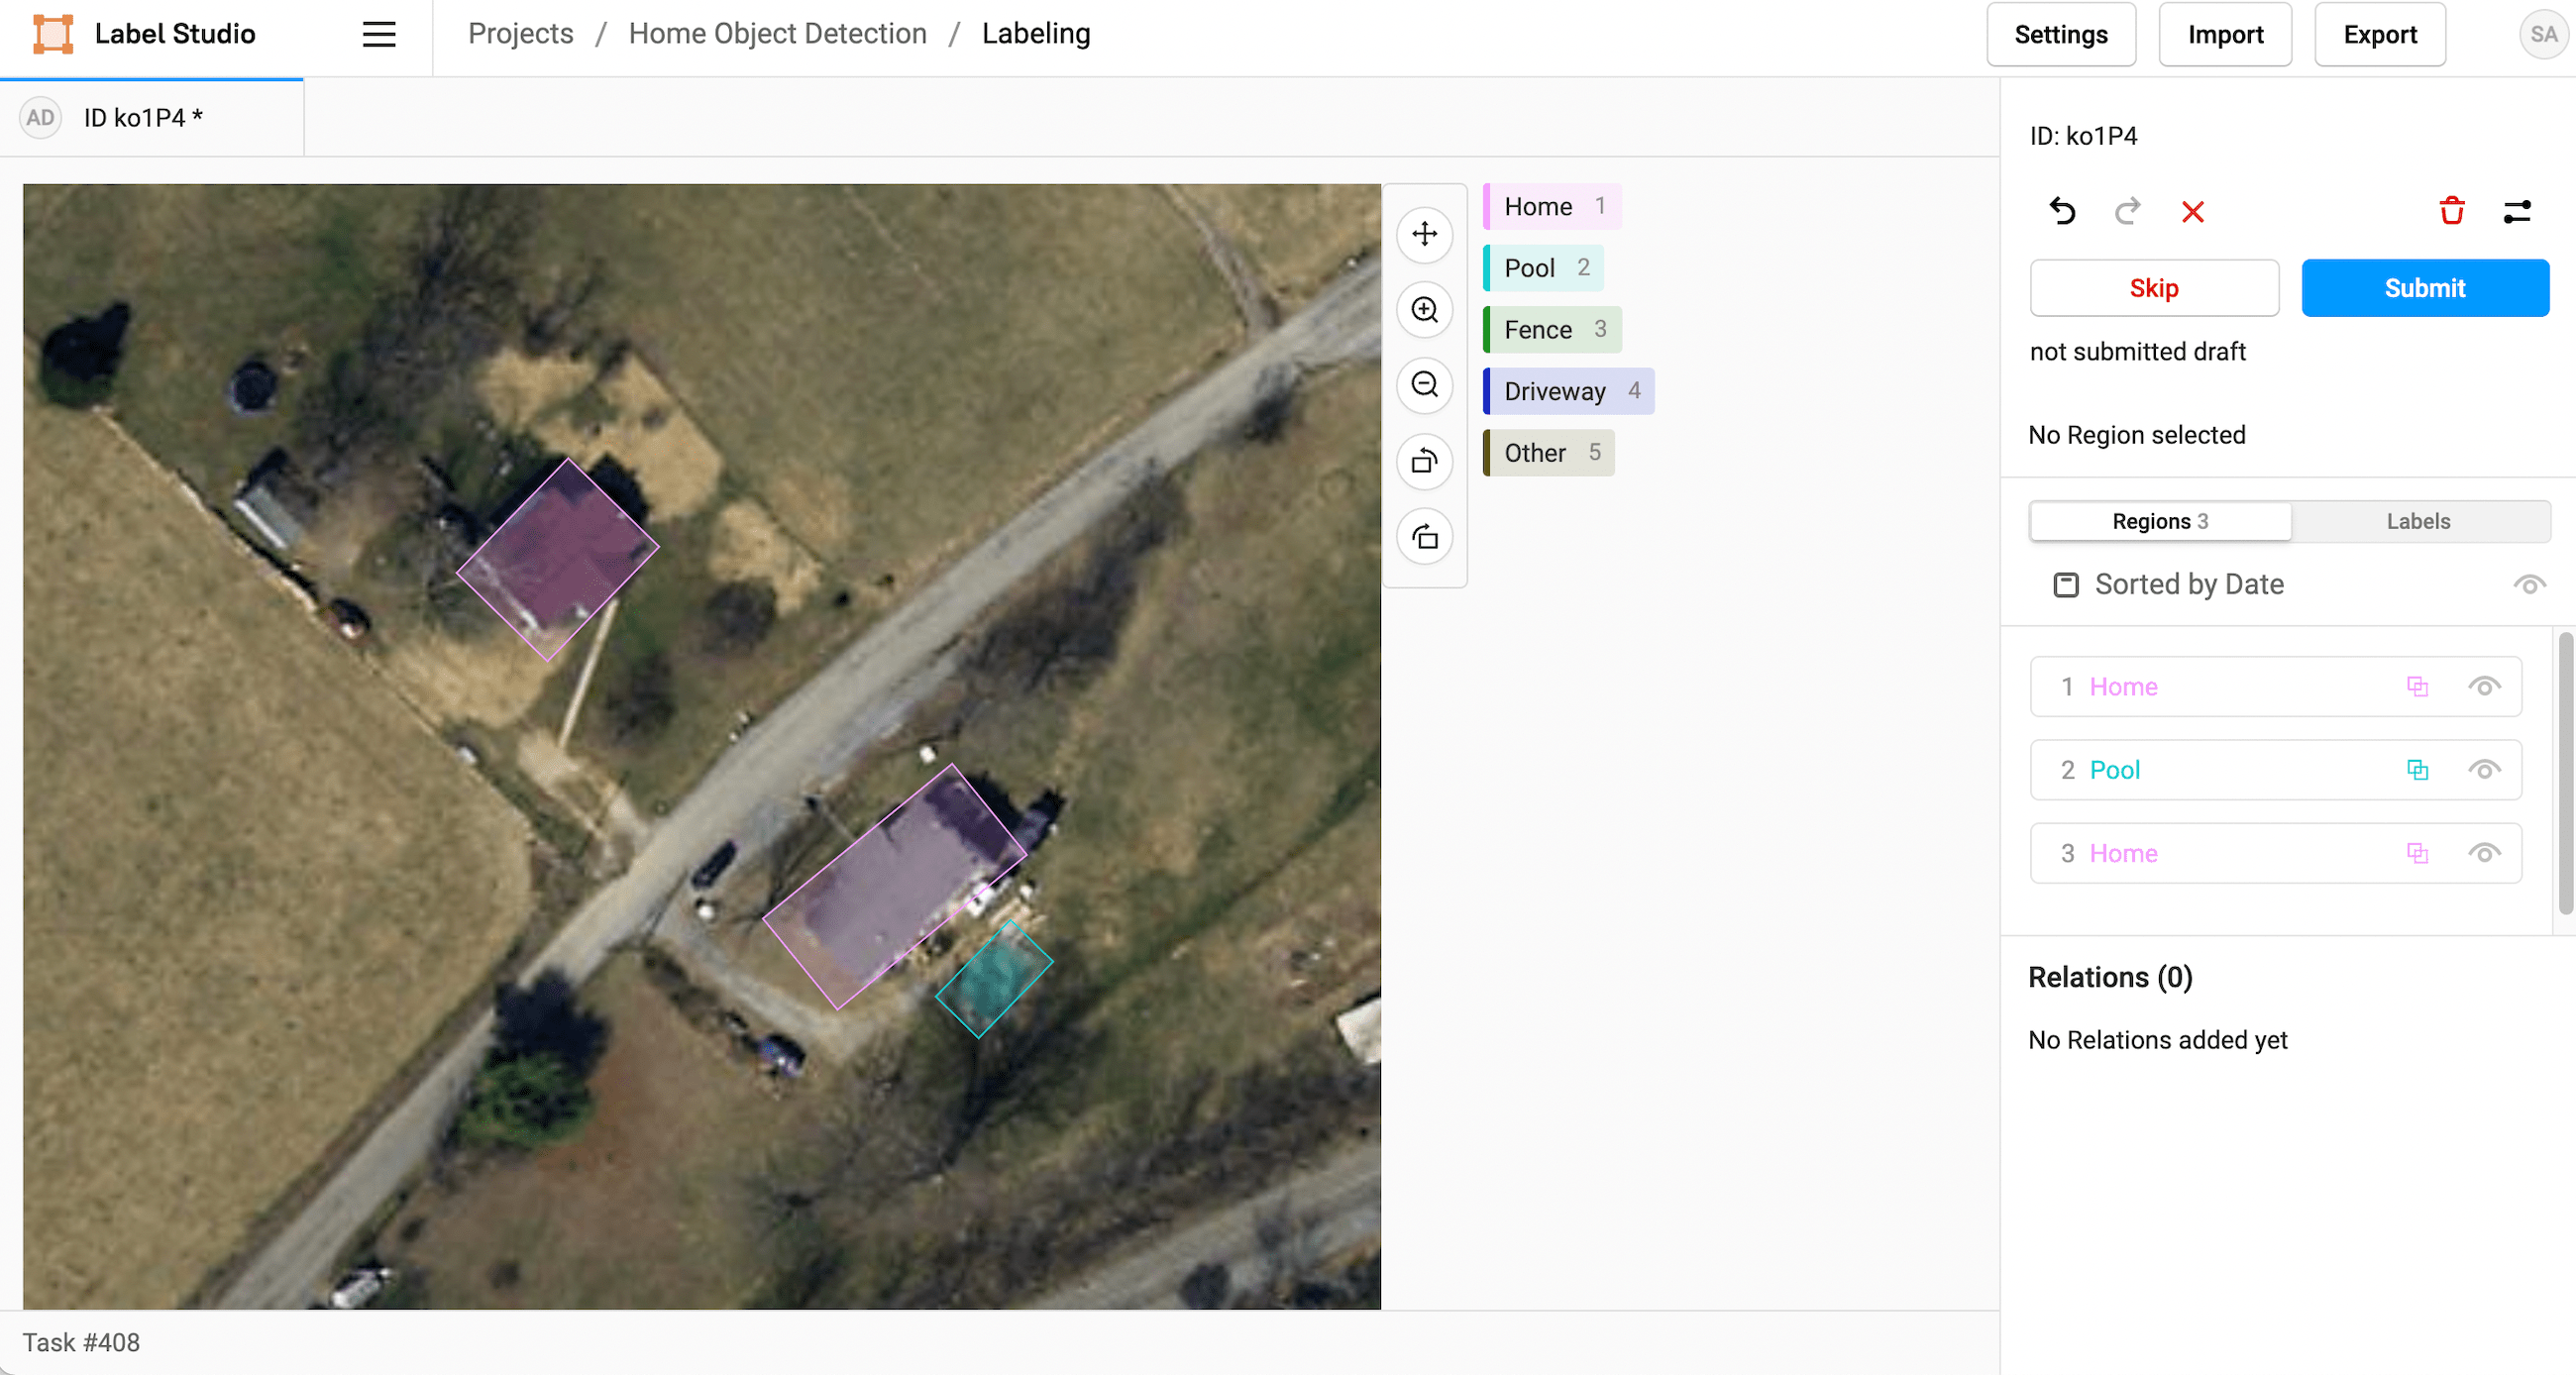 Label Studio
Projects / Home Object Detection / Labeling
Settings
Import
Export
SA
AD
ID ko1P4 *
Home 1
Pool 2
Fence 3
Driveway 4
Other 5
ID: ko1P4
Skip
Submit
not submitted draft
No Region selected
Regions 3
Labels
Sorted by Date
1 Home
2 Pool
3 Home
Relations (0)
No Relations added yet
Task #408